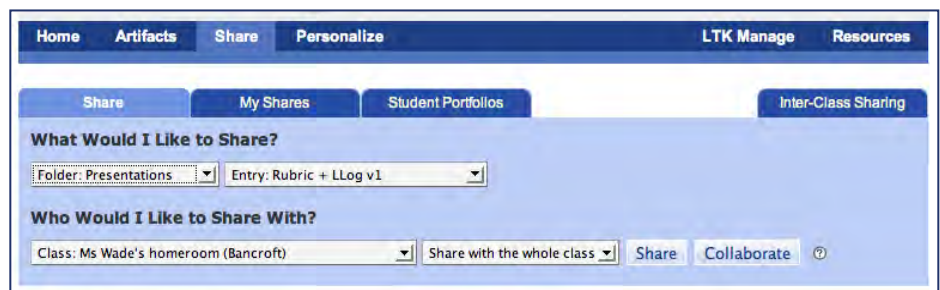 Home Artifacts Share Personalize LTK Manage Resources
Share My Shares Student Portfolios Inter-Class Sharing
What Would I Like to Share?
Folder: Presentations Entry: Rubric + LLog v1
Who Would I Like to Share With?
Class: Ms Wade's homeroom (Bancroft) Share with the whole class Share Collaborate ?